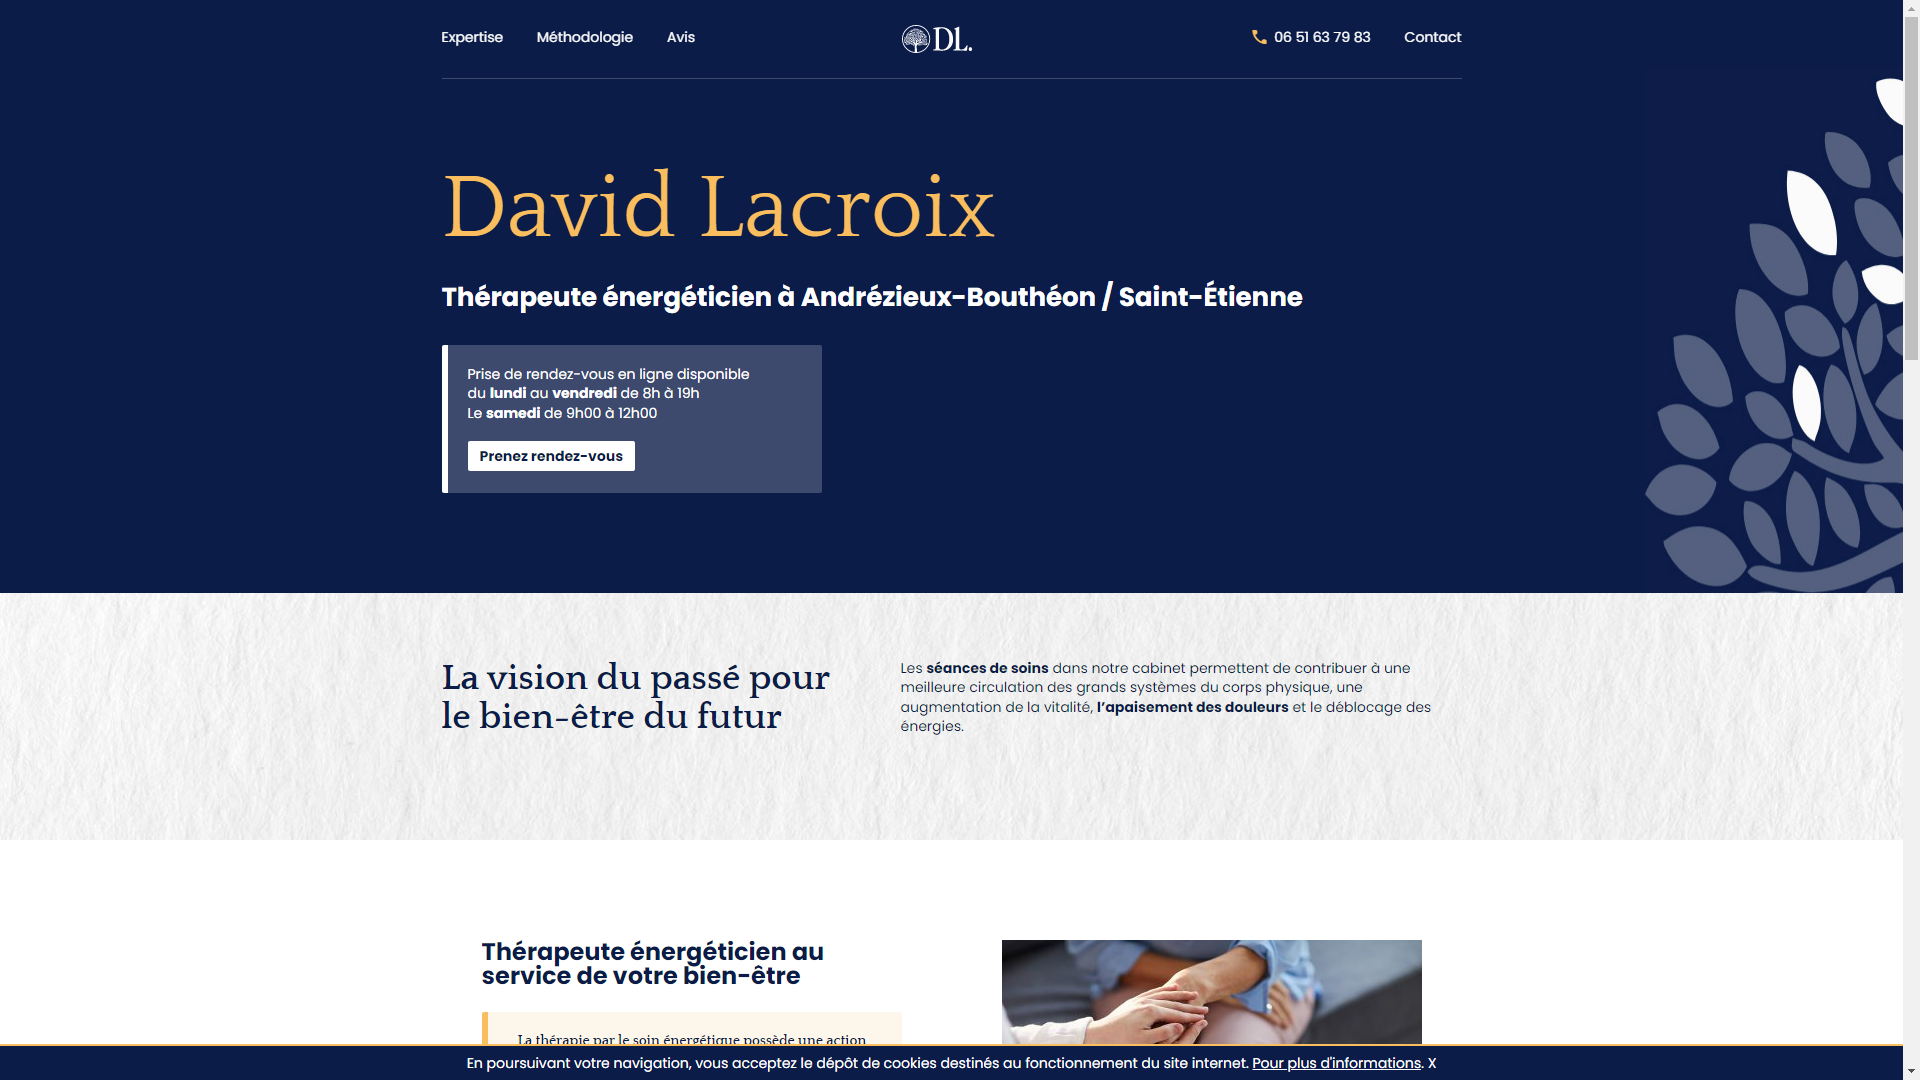 Expertise
Méthodologie
Avis
DL.
06 51 63 79 83
Contact
David Lacroix
Thérapeute énergéticien à Andrézieux-Bouthéon / Saint-Étienne
Prise de rendez-vous en ligne disponible
du lundi au vendredi de 8h à 19h
Le samedi de 9h00 à 12h00
Prenez rendez-vous
La vision du passé pour
le bien-être du futur
Les séances de soins dans notre cabinet permettent de contribuer à une
meilleure circulation des grands systèmes du corps physique, une
augmentation de la vitalité, l'apaisement des douleurs et le déblocage des
énergies.
Thérapeute énergéticien au
service de votre bien-être
La thérapie par le soin énergétique possède une action
En poursuivant votre navigation, vous acceptez le dépôt de cookies destinés au fonctionnement du site internet. Pour plus d'informations. X